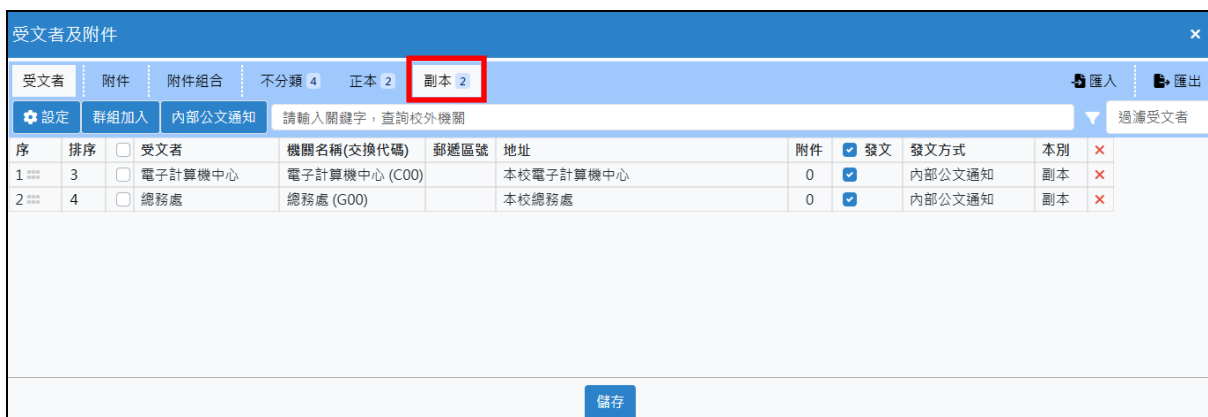 受文者及附件 ×
受文者 附件 附件組合 不分類 4 正本 2 副本 2 匯入 匯出
設定 群組加入 內部公文通知 請輸入關鍵字，查詢校外機關 過濾受文者
序 排序 受文者 機關名稱(交換代碼) 郵遞區號 地址 附件 發文 發文方式 本別
1 3 電子計算機中心 電子計算機中心 (C00) 本校電子計算機中心 0 內部公文通知 副本
2 4 總務處 總務處 (G00) 本校總務處 0 內部公文通知 副本
儲存